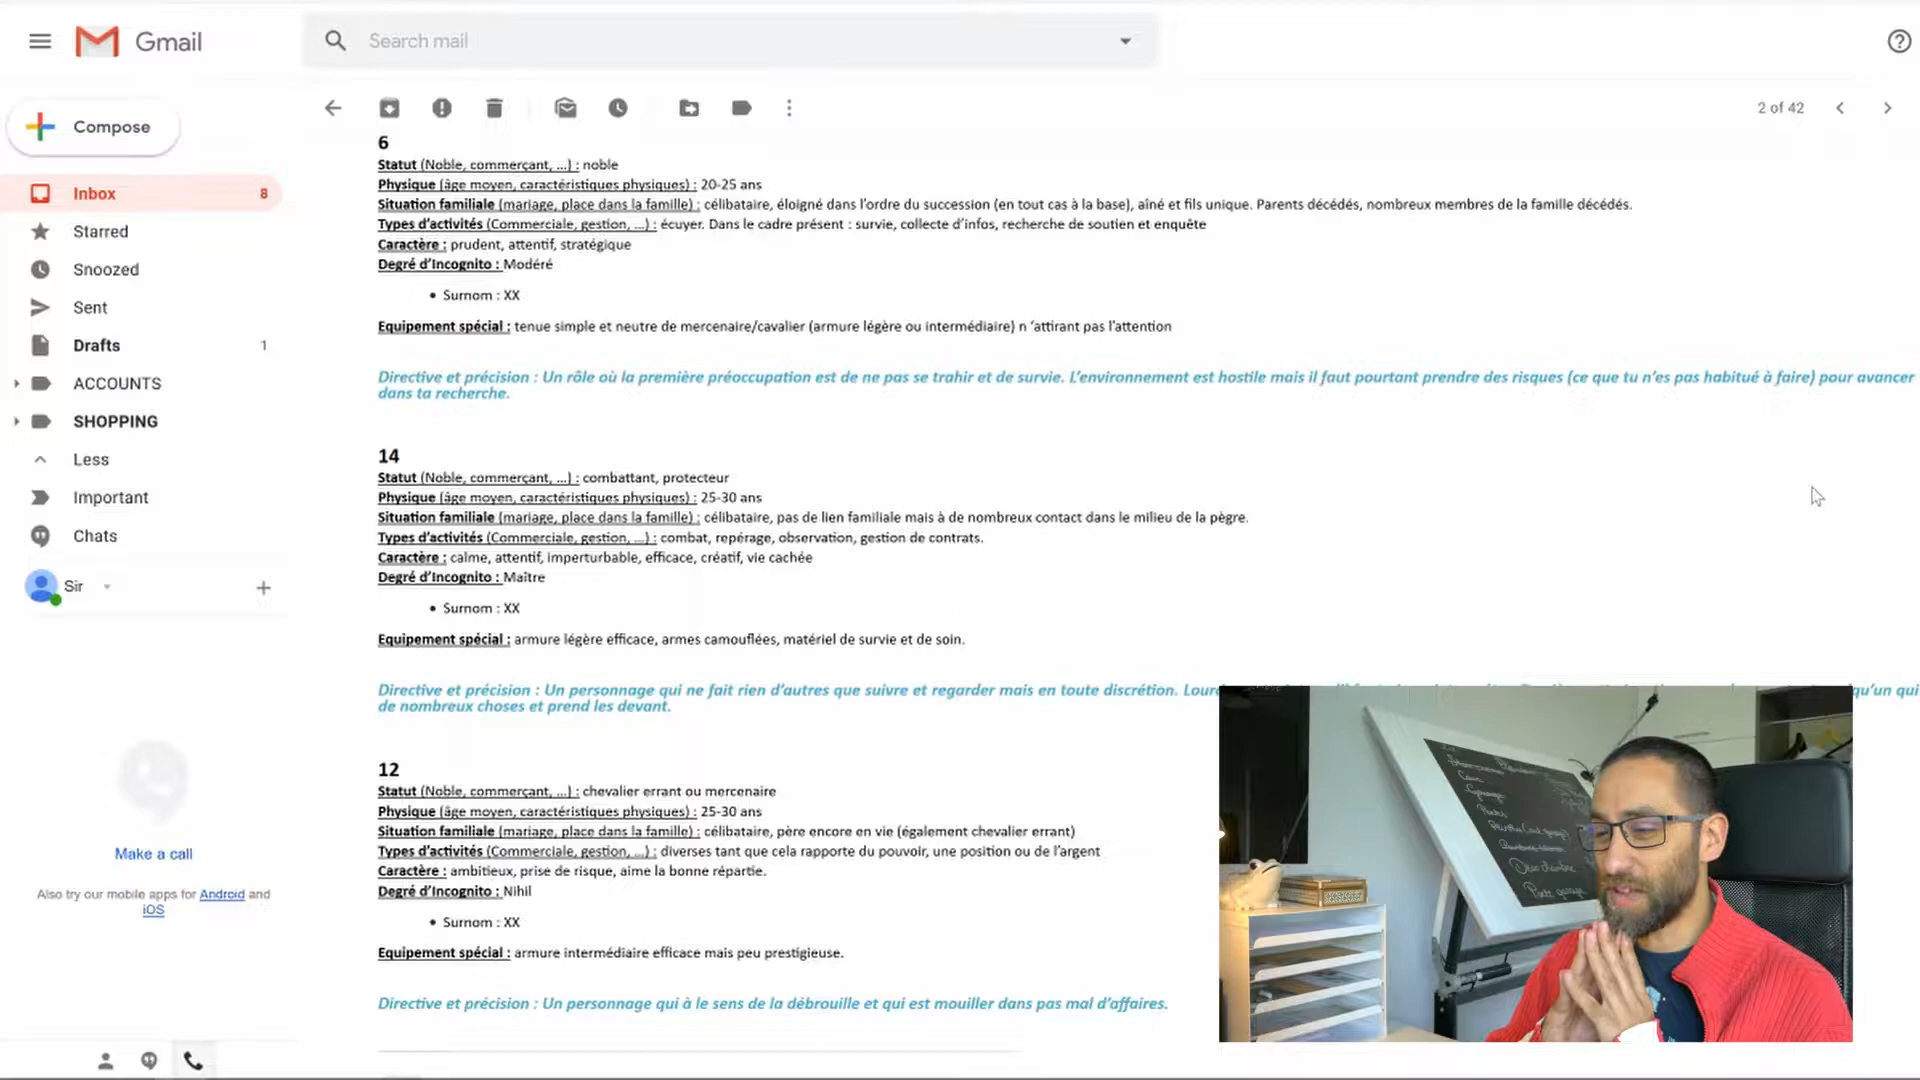 Gmail
Search mail
Compose
2 of 42
Inbox 8
Starred
Snoozed
Sent
Drafts 1
ACCOUNTS
SHOPPING
Less
Important
Chats
Sir
Make a call
Also try our mobile apps for Android and
iOS
6
Statut (Noble, commerçant, ...) : noble
Physique (âge moyen, caractéristiques physiques) : 20-25 ans
Situation familiale (mariage, place dans la famille) : célibataire, éloigné dans l'ordre du succession (en tout cas à la base), aîné et fils unique. Parents décédés, nombreux membres de la famille décédés.
Types d'activités (Commerciale, gestion, ...) : écuyer. Dans le cadre présent : survie, collecte d'infos, recherche de soutien et enquête
Caractère : prudent, attentif, stratégique
Degré d'Incognito : Modéré
• Surnom : XX
Equipement spécial : tenue simple et neutre de mercenaire/cavalier (armure légère ou intermédiaire) n 'attirant pas l'attention
Directive et précision : Un rôle où la première préoccupation est de ne pas se trahir et de survie. L'environnement est hostile mais il faut pourtant prendre des risques (ce que tu n'es pas habitué à faire) pour avancer
dans ta recherche.
14
Statut (Noble, commerçant, ...) : combattant, protecteur
Physique (âge moyen, caractéristiques physiques) : 25-30 ans
Situation familiale (mariage, place dans la famille) : célibataire, pas de lien familiale mais à de nombreux contact dans le milieu de la pègre.
Types d'activités (Commerciale, gestion, ...) : combat, repérage, observation, gestion de contrats.
Caractère : calme, attentif, imperturbable, efficace, créatif, vie cachée
Degré d'Incognito : Maître
• Surnom : XX
Equipement spécial : armure légère efficace, armes camouflées, matériel de survie et de soin.
Directive et précision : Un personnage qui ne fait rien d'autres que suivre et regarder mais en toute discrétion. qu'un qui
de nombreux choses et prend les devant.
12
Statut (Noble, commerçant, ...) : chevalier errant ou mercenaire
Physique (âge moyen, caractéristiques physiques) : 25-30 ans
Situation familiale (mariage, place dans la famille) : célibataire, père encore en vie (également chevalier errant)
Types d'activités (Commerciale, gestion, ...) : diverses tant que cela rapporte du pouvoir, une position ou de l'argent
Caractère : ambitieux, prise de risque, aime la bonne répartie.
Degré d'Incognito : Nihil
• Surnom : XX
Equipement spécial : armure intermédiaire efficace mais peu prestigieuse.
Directive et précision : Un personnage qui à le sens de la débrouille et qui est mouiller dans pas mal d'affaires.